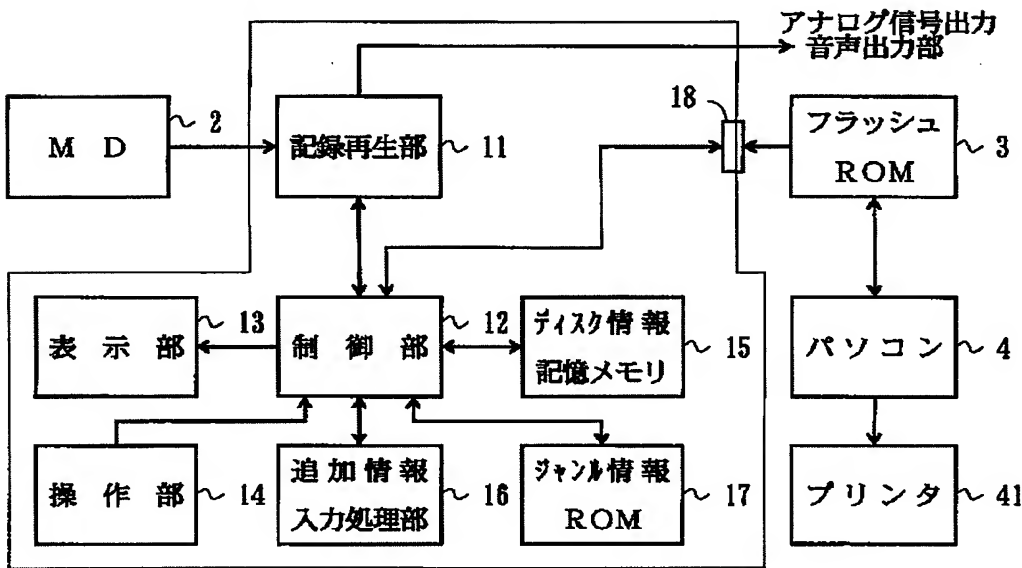 アナログ信号出力
音声出力部
MD
2
記録再生部
11
18
フラッシュ
ROM
3
表示部
13
制御部
12
ディスク情報
記憶メモリ
15
パソコン
4
操作部
14
追加情報
入力処理部
16
ジャンル情報
ROM
17
プリンタ
41